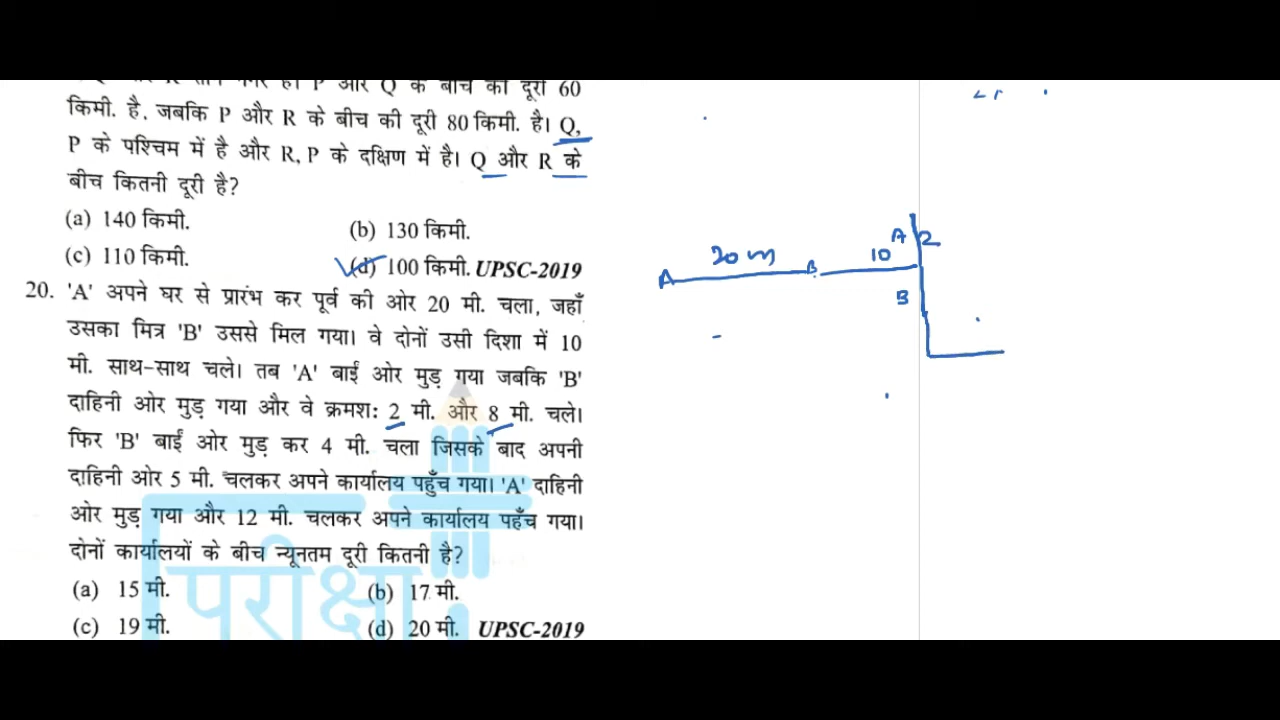 P और Q के बीच की दूरी 60
किमी. है, जबकि P और R के बीच की दूरी 80 किमी. है। Q,
P के पश्चिम में है और R, P के दक्षिण में है। Q और R के
बीच कितनी दूरी है?
(a) 140 किमी. (b) 130 किमी.
(c) 110 किमी. (d) 100 किमी. UPSC-2019
20. 'A' अपने घर से प्रारंभ कर पूर्व की ओर 20 मी. चला, जहाँ
उसका मित्र 'B' उससे मिल गया। वे दोनों उसी दिशा में 10
मी. साथ-साथ चले। तब 'A' बाईं ओर मुड़ गया जबकि 'B'
दाहिनी ओर मुड़ गया और वे क्रमश: 2 मी. और 8 मी. चले।
फिर 'B' बाईं ओर मुड़ कर 4 मी. चला जिसके बाद अपनी
दाहिनी ओर 5 मी. चलकर अपने कार्यालय पहुँच गया। 'A' दाहिनी
ओर मुड़ गया और 12 मी. चलकर अपने कार्यालय पहुँच गया।
दोनों कार्यालयों के बीच न्यूनतम दूरी कितनी है?
(a) 15 मी. (b) 17 मी.
(c) 19 मी. (d) 20 मी. UPSC-2019
परीक्षा
A 20 m B 10 A 2
B